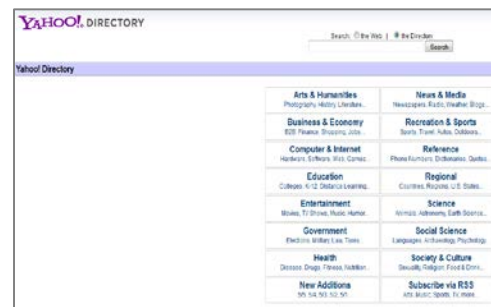 YAHOO! DIRECTORY
Search: the Web | the Directory
Search
Yahoo! Directory
Arts & Humanities
Photography, History, Literature...
News & Media
Newspapers, Radio, Weather, Blogs...
Business & Economy
B2B, Finance, Shopping, Jobs...
Recreation & Sports
Sports, Travel, Autos, Outdoors...
Computer & Internet
Hardware, Software, Web, Games...
Reference
Phone Numbers, Dictionaries, Quotes...
Education
Colleges, K-12, Distance Learning...
Regional
Countries, Regions, U.S. States...
Entertainment
Movies, TV Shows, Music, Humor...
Science
Animals, Astronomy, Earth Science...
Government
Elections, Military, Law, Taxes...
Social Science
Languages, Archaeology, Psychology...
Health
Disease, Drugs, Fitness, Nutrition...
Society & Culture
Sexuality, Religion, Food & Drink...
New Additions
Subscribe via RSS
Arts, Music, Sports, TV, more...